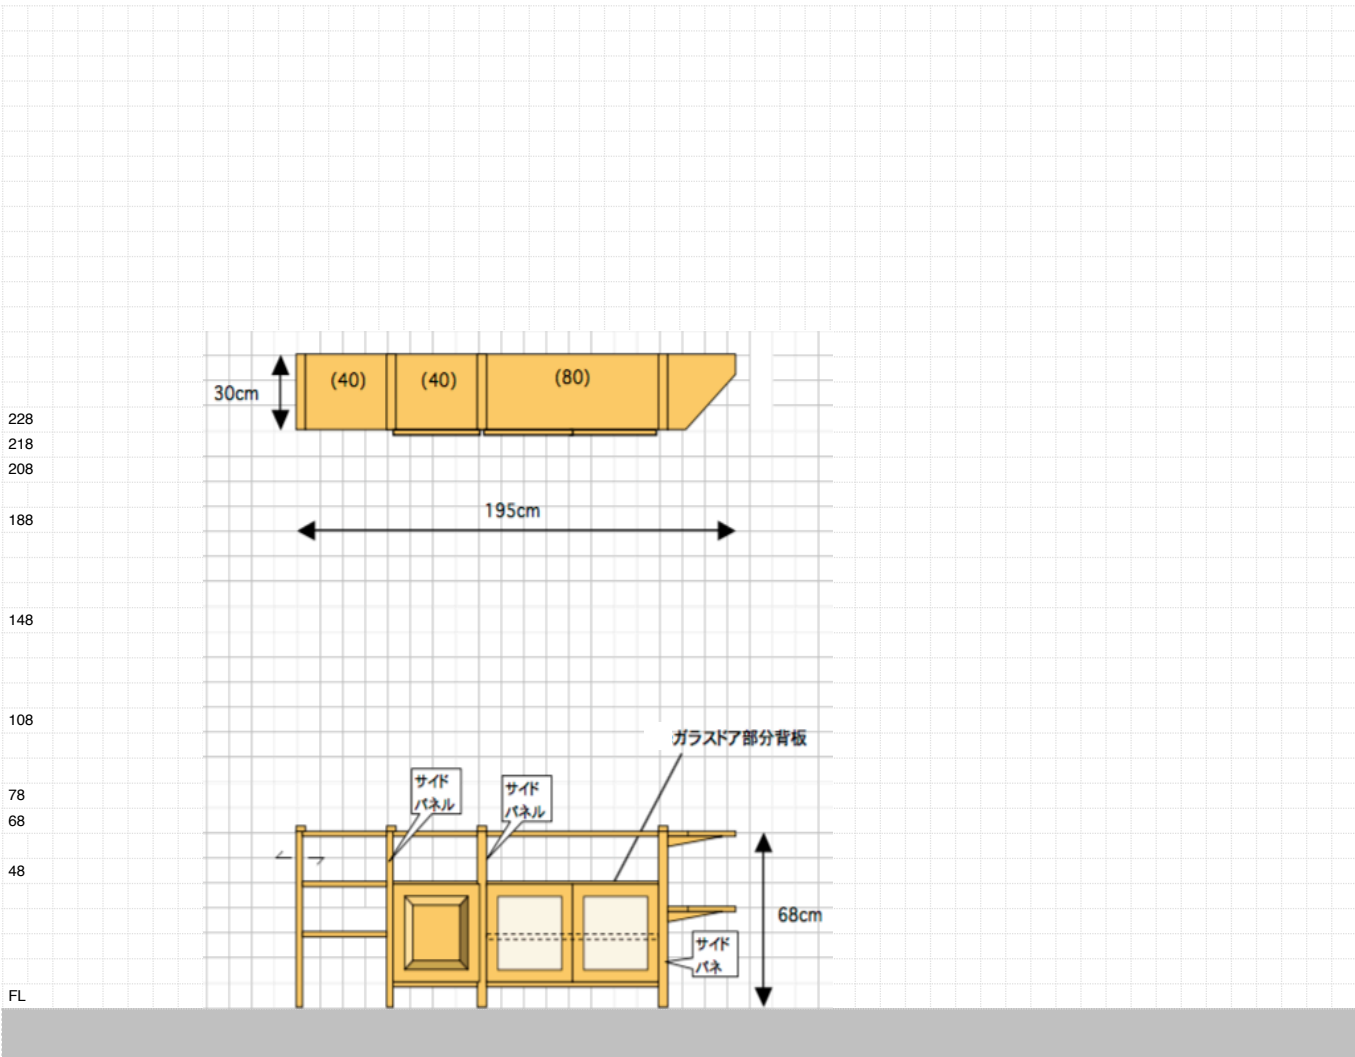 (40)
(40)
(80)
30cm
228
218
208
195cm
188
148
108
ガラスドア部分背板
サイド
パネル
サイド
パネル
78
68
48
68cm
サイド
パネ
FL